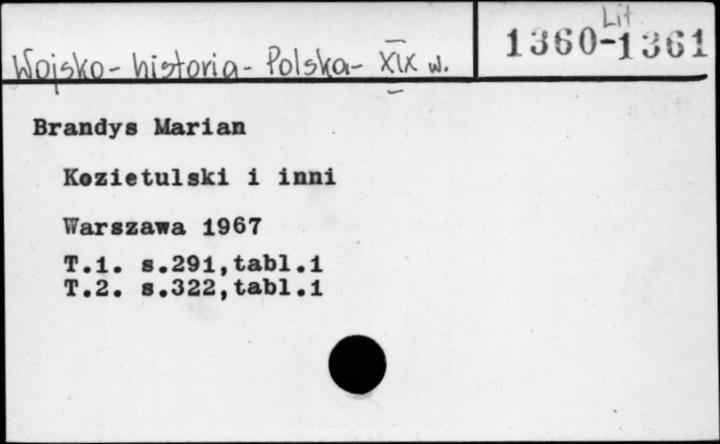 Lit
1360-1361
Wojsko - historia - Polska - XIX w.
Brandys Marian
Kozietulski i inni
Warszawa 1967
T.1. s.291,tabl.1
T.2. s.322,tabl.1